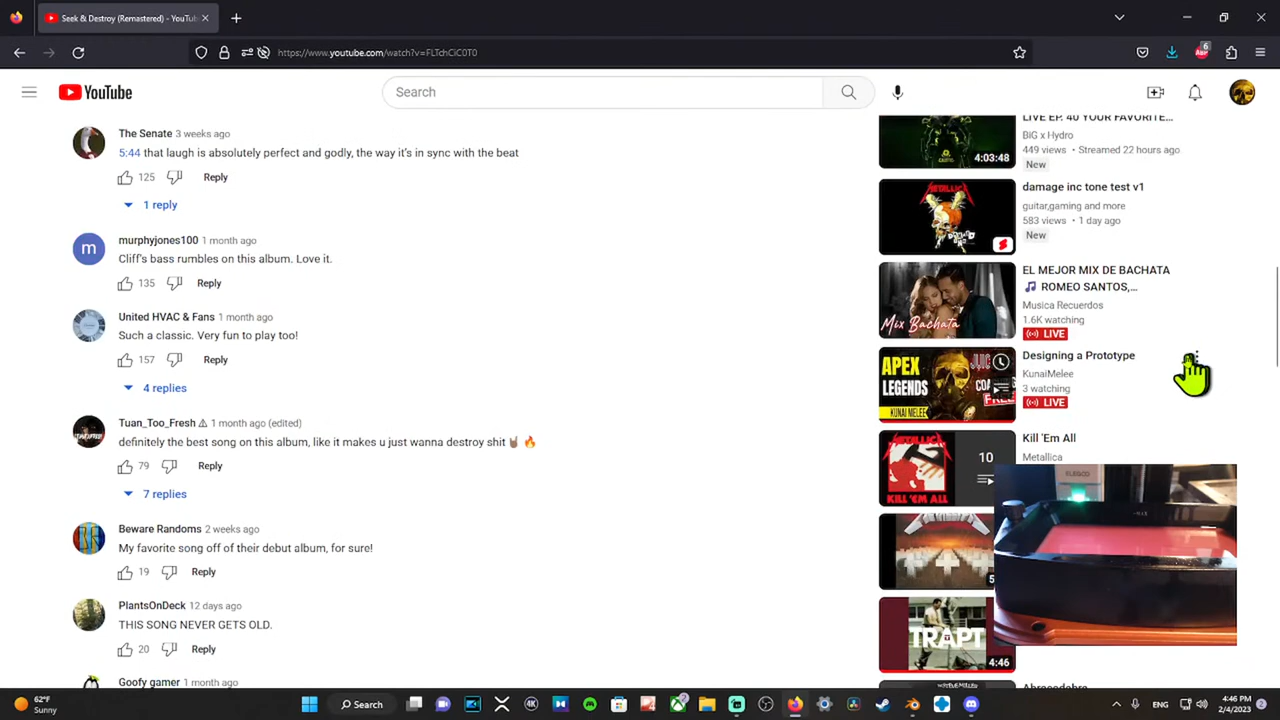 Seek & Destroy (Remastered) - YouTub
https://www.youtube.com/watch?v=FLTchCiC0T0
6
YouTube
Search
The Senate 3 weeks ago
5:44 that laugh is absolutely perfect and godly, the way it's in sync with the beat
125 Reply
1 reply
murphyjones100 1 month ago
m
Cliff's bass rumbles on this album. Love it.
135 Reply
United HVAC & Fans 1 month ago
Such a classic. Very fun to play too!
157 Reply
4 replies
Tuan_Too_Fresh ⚠ 1 month ago (edited)
definitely the best song on this album, like it makes u just wanna destroy shit 🤘🏽 🔥
79 Reply
7 replies
Beware Randoms 2 weeks ago
My favorite song off of their debut album, for sure!
19 Reply
PlantsOnDeck 12 days ago
THIS SONG NEVER GETS OLD.
20 Reply
Goofy gamer 1 month ago
LIVE EP. 40 YOUR FAVORITE...
BiG x Hydro
449 views • Streamed 22 hours ago
New
4:03:48
METALLICA
damage inc tone test v1
guitar,gaming and more
583 views • 1 day ago
New
Mix Bachata
EL MEJOR MIX DE BACHATA
🎵 ROMEO SANTOS,...
Musica Recuerdos
1.6K watching
LIVE
APEX
LEGENDS
KUNAI MELEE
Designing a Prototype
KunaiMelee
3 watching
LIVE
METALLICA
KILL 'EM ALL
10
Kill 'Em All
Metallica
TRAPT
4:46
62°F
Sunny
Search
ENG
4:46 PM
2/4/2023